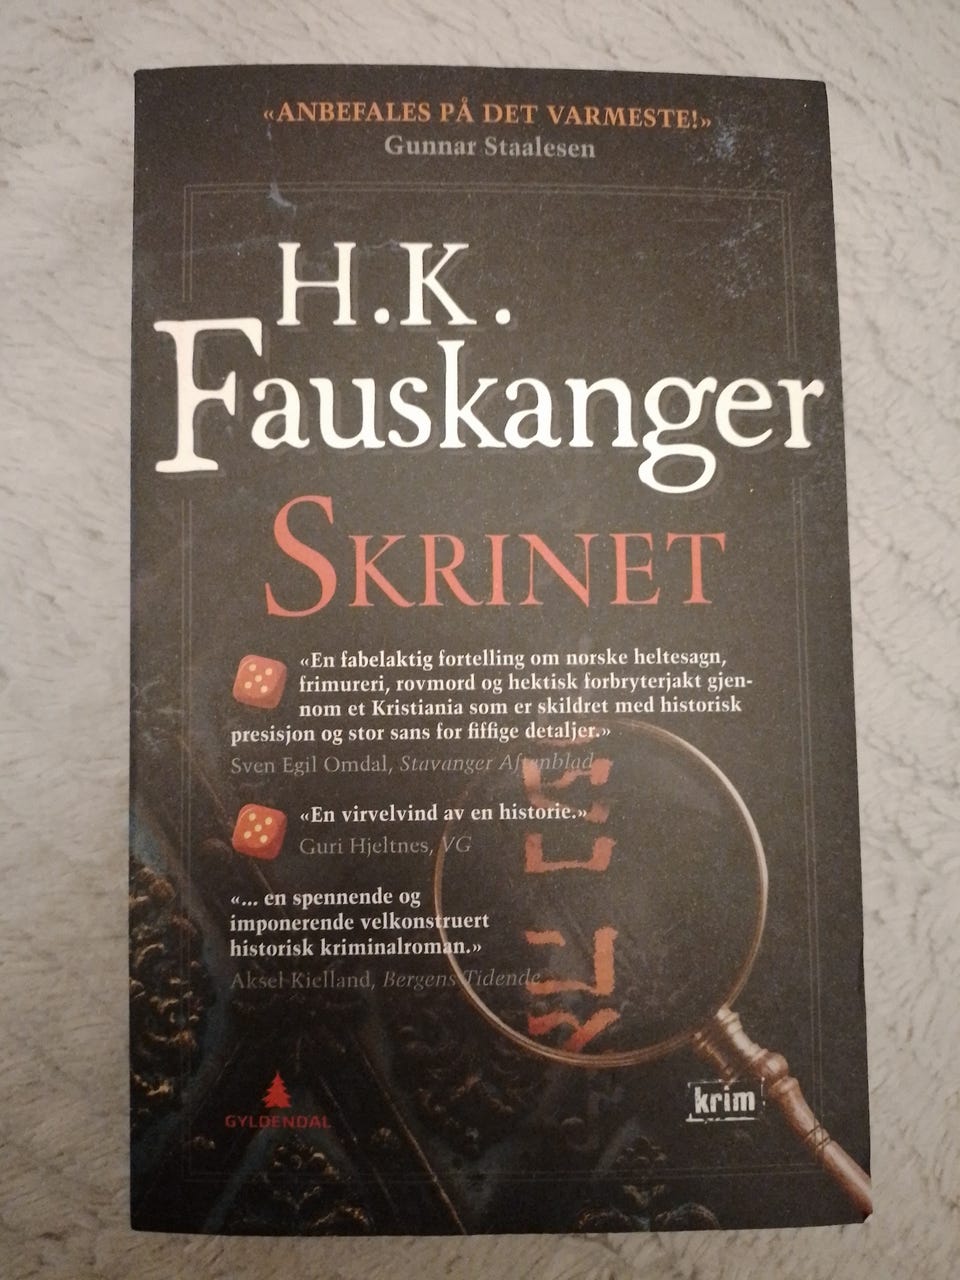 «ANBEFALES PÅ DET VARMESTE!»
Gunnar Staalesen
H.K.
Fauskanger
SKRINET
«En fabelaktig fortelling om norske heltesagn,
frimureri, rovmord og hektisk forbryterjakt gjen-
nom et Kristiania som er skildret med historisk
presisjon og stor sans for fiffige detaljer.»
Sven Egil Omdal, Stavanger Aftenblad
«En virvelvind av en historie.»
Guri Hjeltnes, VG
«... en spennende og
imponerende velkonstruert
historisk kriminalroman.»
Aksel Kielland, Bergens Tidende
GYLDENDAL
krim